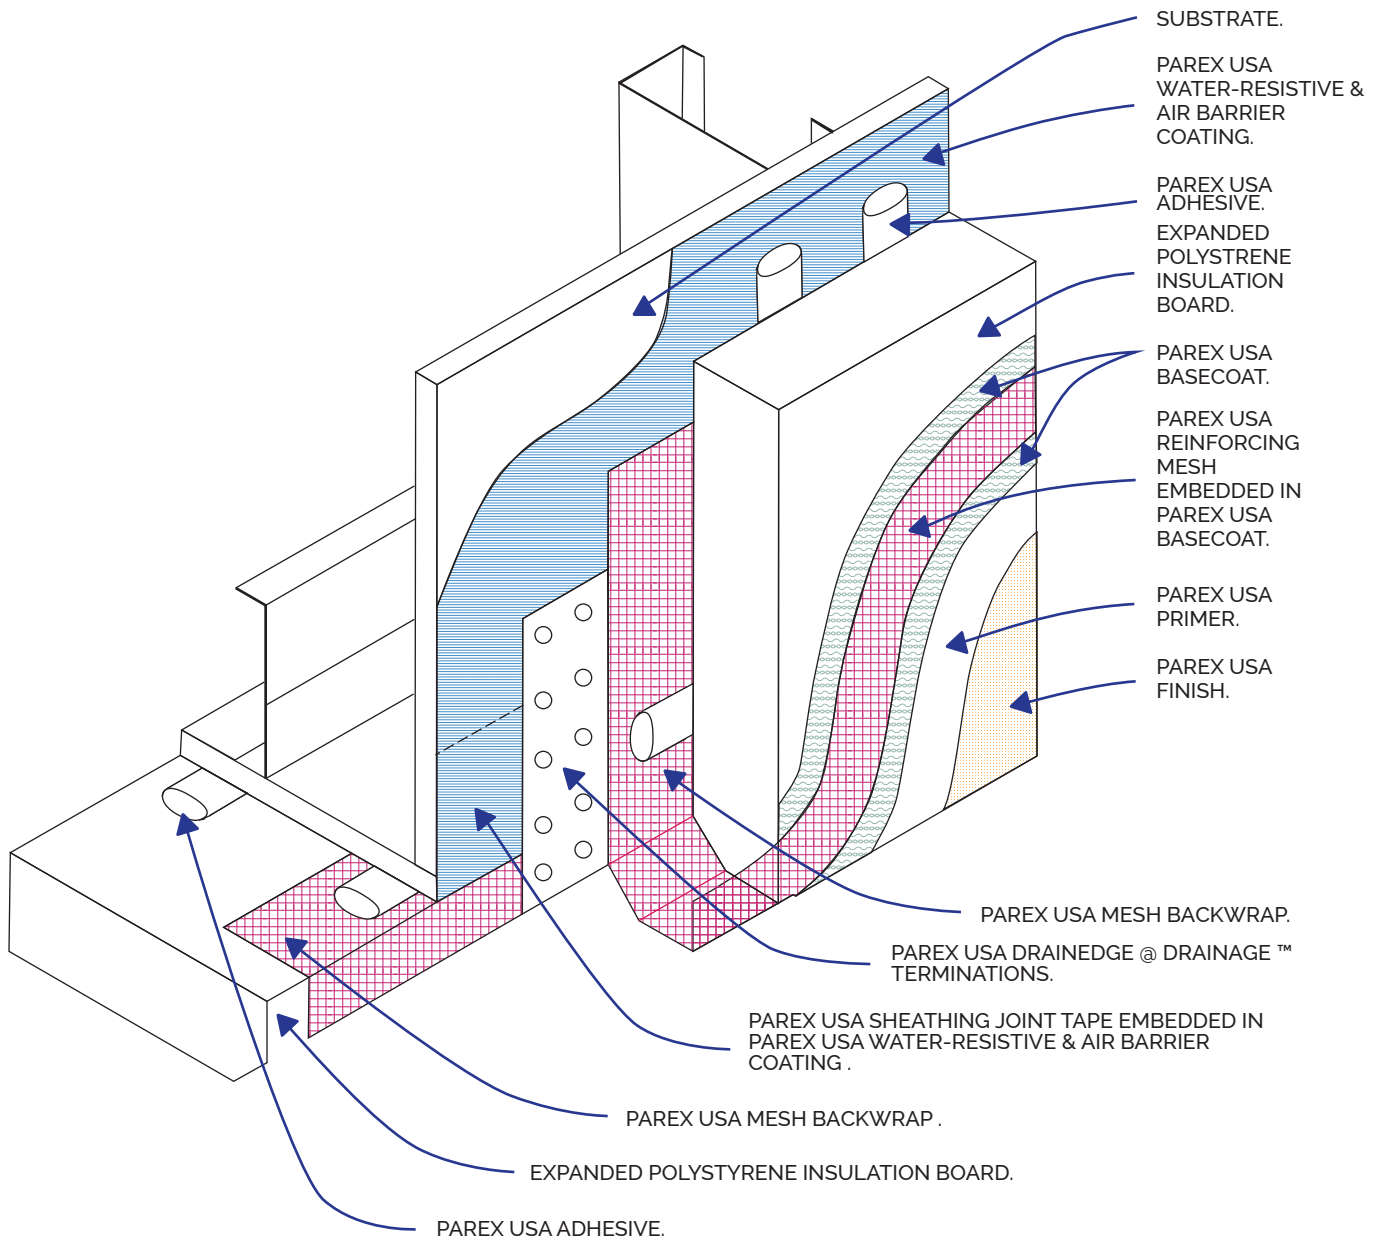 SUBSTRATE.
PAREX USA
WATER-RESISTIVE &
AIR BARRIER
COATING.
PAREX USA
ADHESIVE.
EXPANDED
POLYSTRENE
INSULATION
BOARD.
PAREX USA
BASECOAT.
PAREX USA
REINFORCING
MESH
EMBEDDED IN
PAREX USA
BASECOAT.
PAREX USA
PRIMER.
PAREX USA
FINISH.
PAREX USA MESH BACKWRAP.
PAREX USA DRAINEDGE @ DRAINAGE ™
TERMINATIONS.
PAREX USA SHEATHING JOINT TAPE EMBEDDED IN
PAREX USA WATER-RESISTIVE & AIR BARRIER
COATING .
PAREX USA MESH BACKWRAP .
EXPANDED POLYSTYRENE INSULATION BOARD.
PAREX USA ADHESIVE.